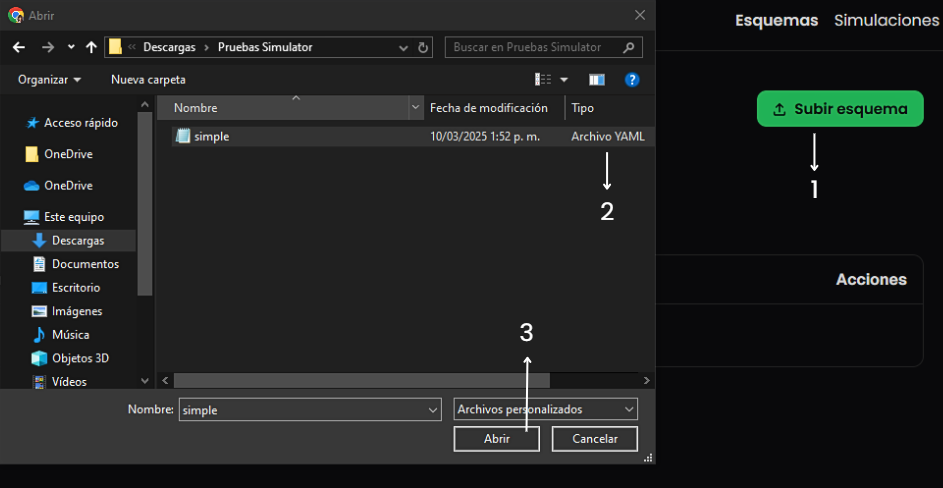 Abrir
Esquemas Simulaciones
Descargas Pruebas Simulator
Buscar en Pruebas Simulator
Organizar Nueva carpeta
Subir esquema
Nombre Fecha de modificación Tipo
simple 10/03/2025 1:52 p. m. Archivo YAML
1
2
Acceso rápido
OneDrive
OneDrive
Este equipo
Descargas
Documentos
Escritorio
Imágenes
Música
Objetos 3D
Vídeos
Acciones
3
Nombre: simple Archivos personalizados
Abrir Cancelar